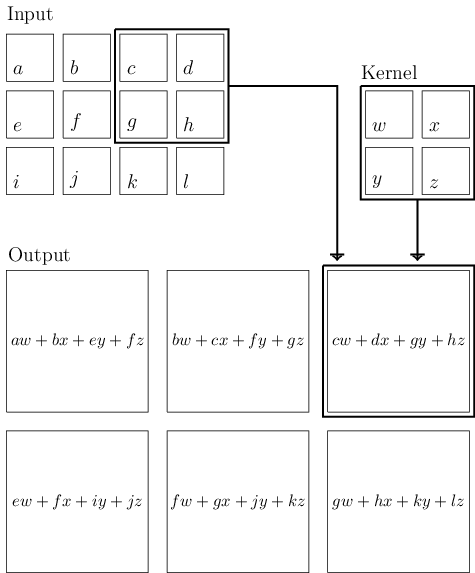 Input
a b c d
Kernel
e f g h
w x
i j k l
y z
Output
aw + bx + ey + fz
bw + cx + fy + gz
cw + dx + gy + hz
ew + fx + iy + jz
fw + gx + jy + kz
gw + hx + ky + lz